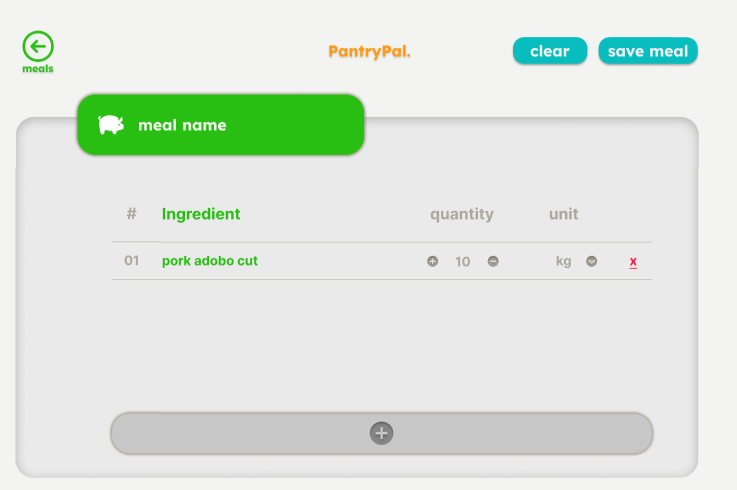 PantryPal.
clear
save meal
meals
meal name
# Ingredient quantity unit
01 pork adobo cut 10 kg x